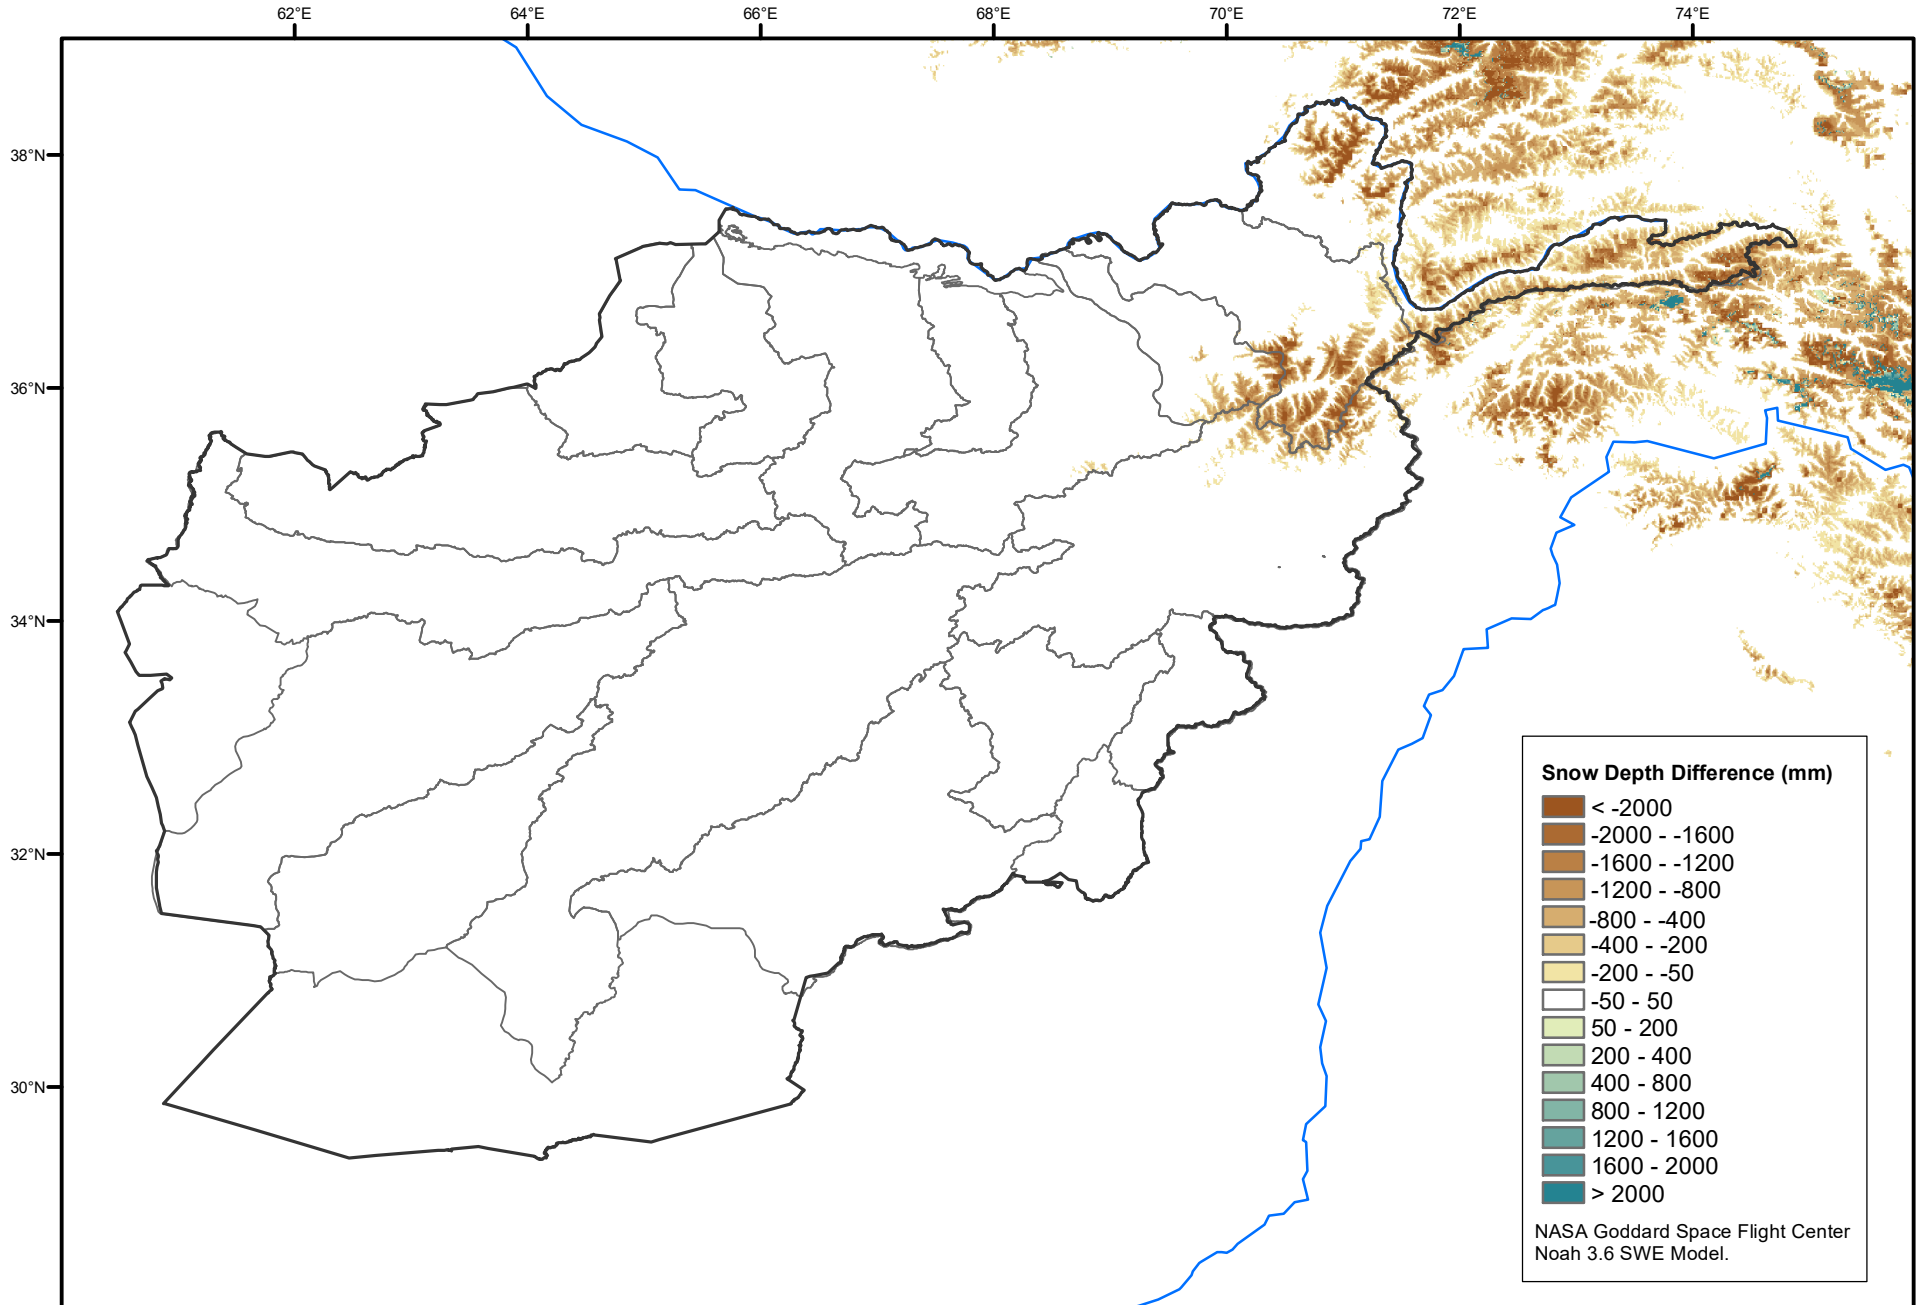 62°E 64°E 66°E 68°E 70°E 72°E 74°E
38°N
36°N
34°N
32°N
30°N
Snow Depth Difference (mm)
< -2000
-2000 - -1600
-1600 - -1200
-1200 - -800
-800 - -400
-400 - -200
-200 - -50
-50 - 50
50 - 200
200 - 400
400 - 800
800 - 1200
1200 - 1600
1600 - 2000
> 2000
NASA Goddard Space Flight Center
Noah 3.6 SWE Model.